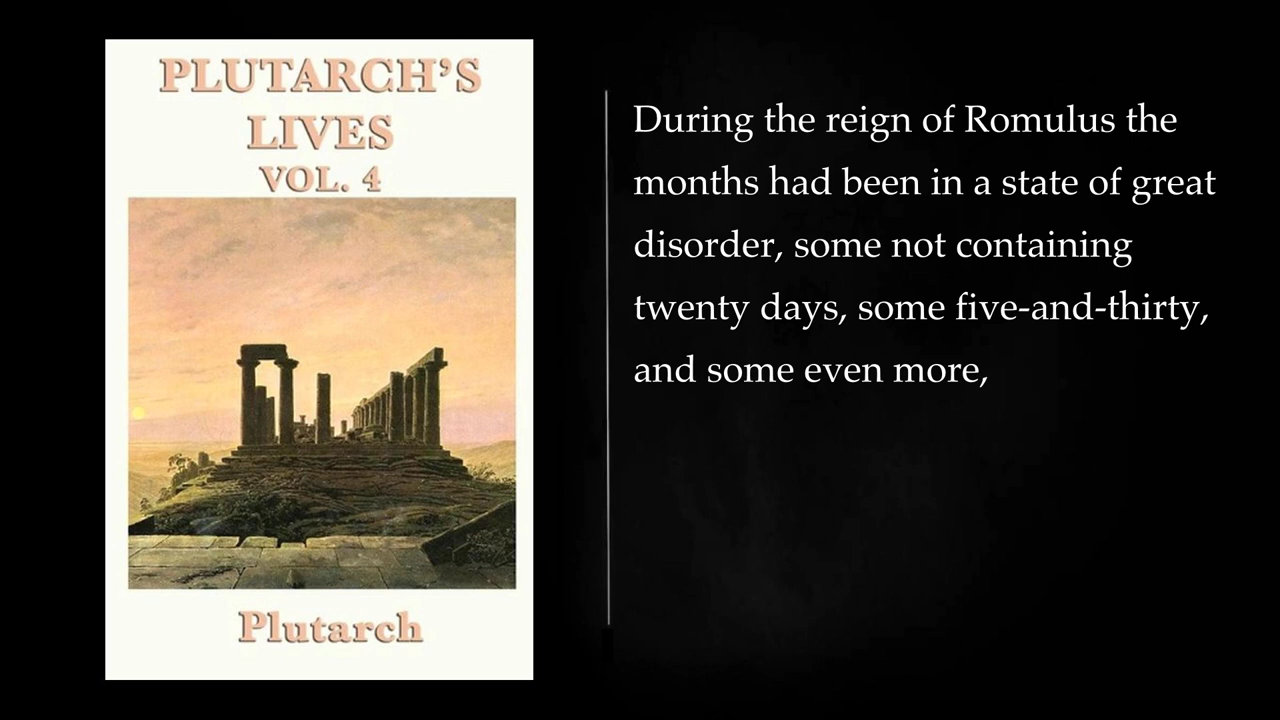 PLUTARCH'S
LIVES
VOL. 4
Plutarch
During the reign of Romulus the
months had been in a state of great
disorder, some not containing
twenty days, some five-and-thirty,
and some even more,